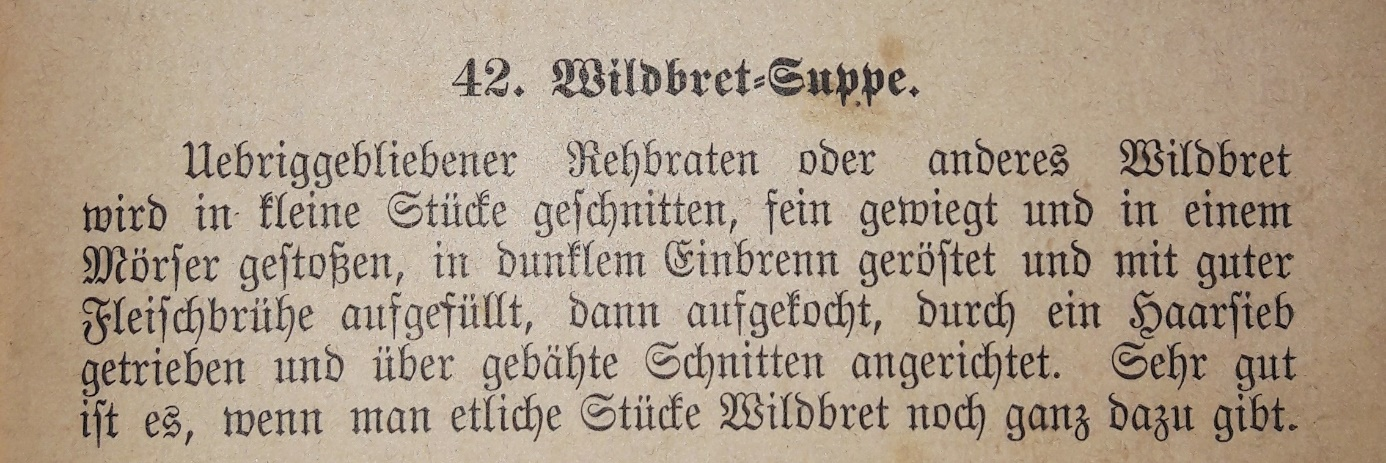 42. Wildbret-Suppe.
Uebriggebliebener Rehbraten oder anderes Wildbret
wird in kleine Stücke geschnitten, fein gewiegt und in einem
Mörser gestoßen, in dunklem Einbrenn geröstet und mit guter
Fleischbrühe aufgefüllt, dann aufgekocht, durch ein Haarsieb
getrieben und über gebähte Schnitten angerichtet. Sehr gut
ist es, wenn man etliche Stücke Wildbret noch ganz dazu gibt.